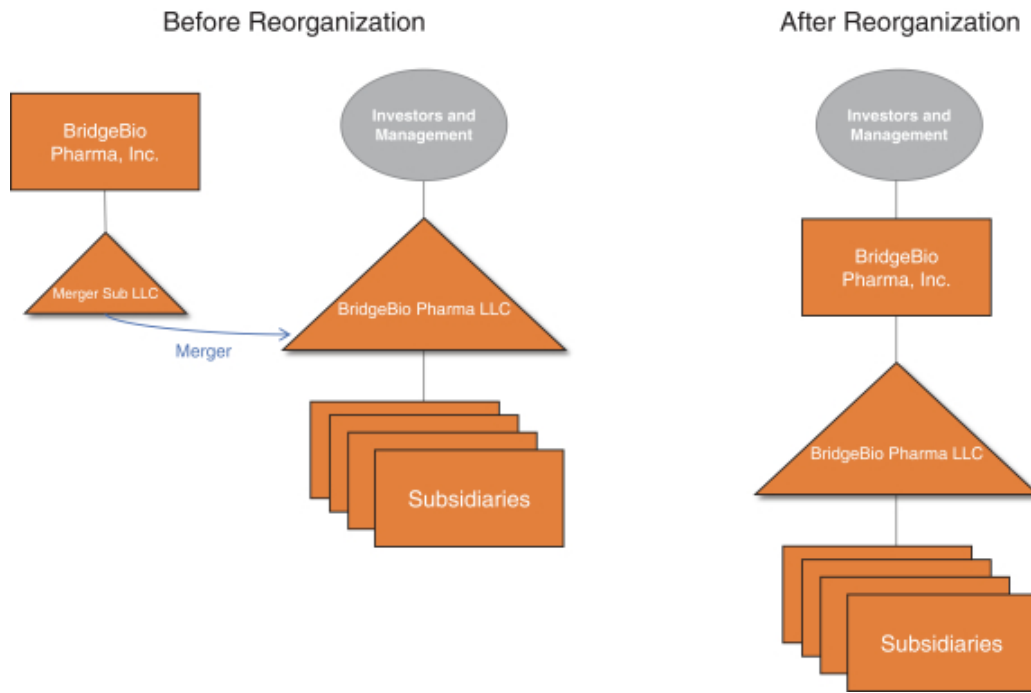 Before Reorganization
After Reorganization
BridgeBio
Pharma, Inc.
Merger Sub LLC
Merger
Investors and
Management
BridgeBio Pharma LLC
Subsidiaries
Investors and
Management
BridgeBio
Pharma, Inc.
BridgeBio Pharma LLC
Subsidiaries